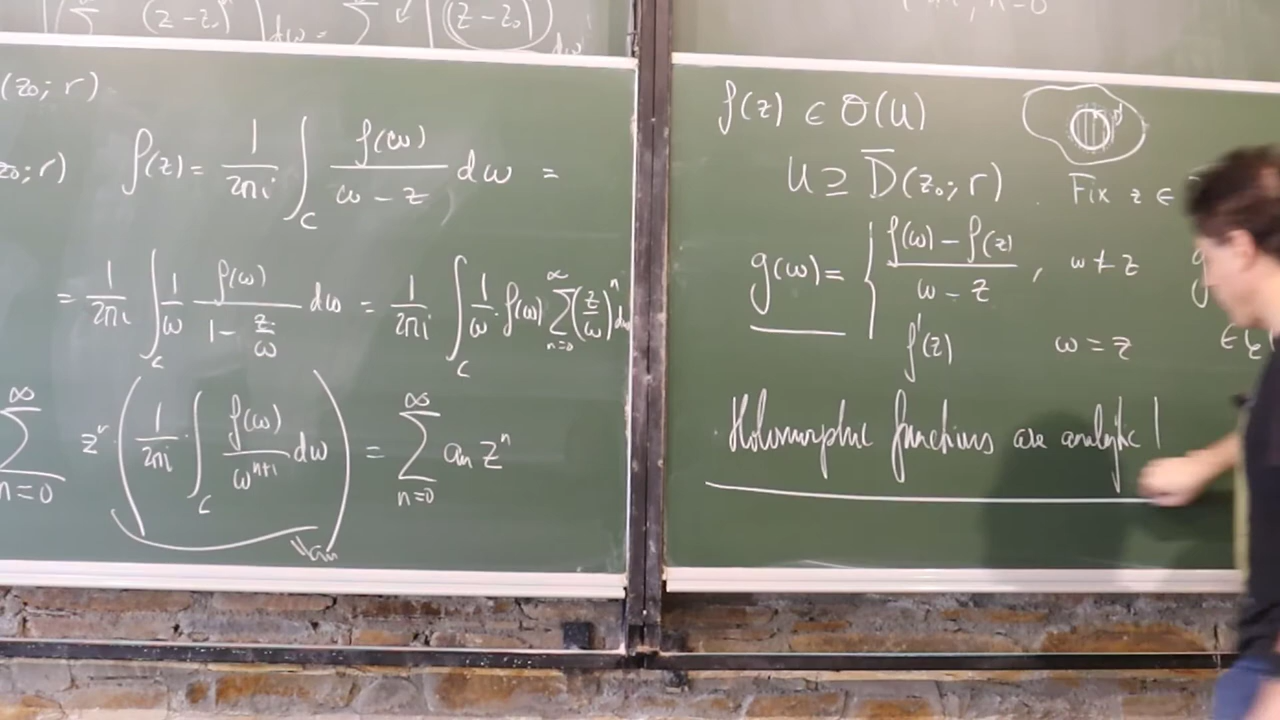 (z₀; r)
z₀; r) f(z) = 1/2πi ∫_C f(ω)/(ω − z) dω =
= 1/2πi ∫_C 1/ω f(ω)/(1 − z/ω) dω = 1/2πi ∫_C 1/ω · f(ω) ∑_{n=0}^∞ (z/ω)^n dω
∑_{n=0}^∞ z^n · (1/2πi · ∫_C f(ω)/ω^{n+1} dω) = ∑_{n=0}^∞ a_n z^n
a_n
f(z) ∈ O(U)
U ⊇ D̅(z₀; r). Fix z ∈
g(ω) = { (f(ω) − f(z))/(ω − z), ω ≠ z
f'(z) ω = z
Holomorphic functions are analytic!